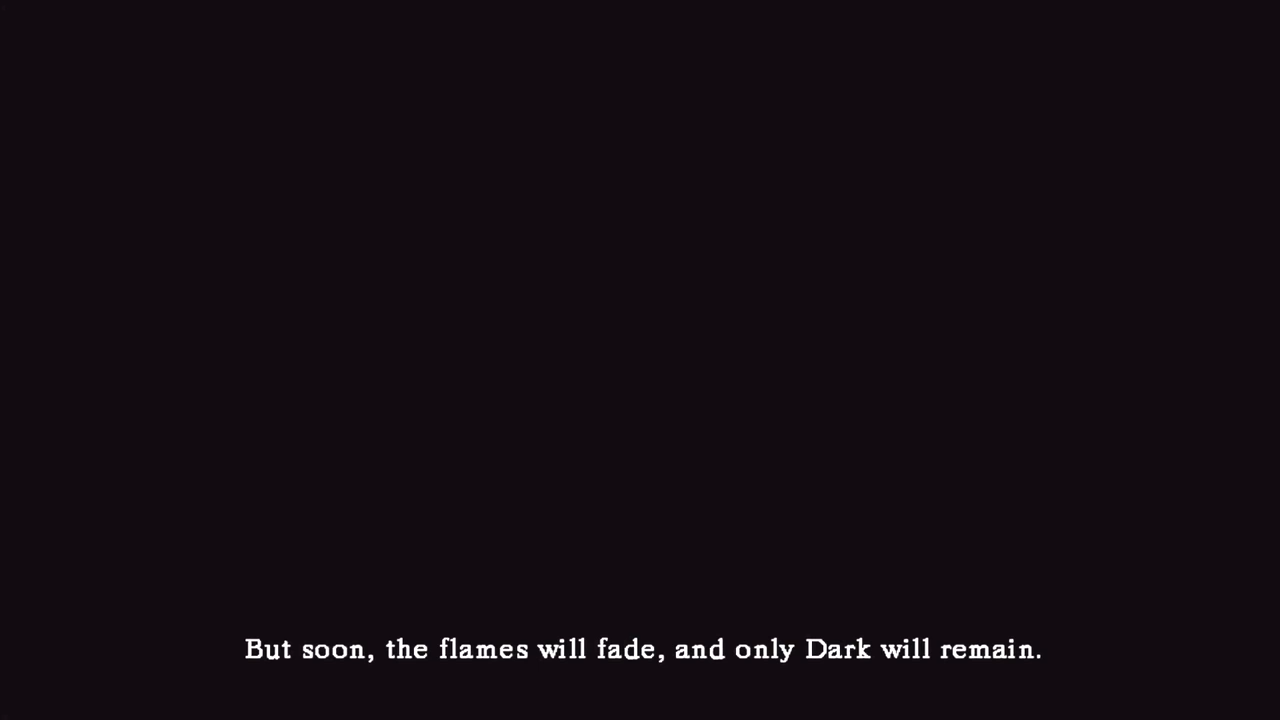 But soon, the flames will fade, and only Dark will remain.